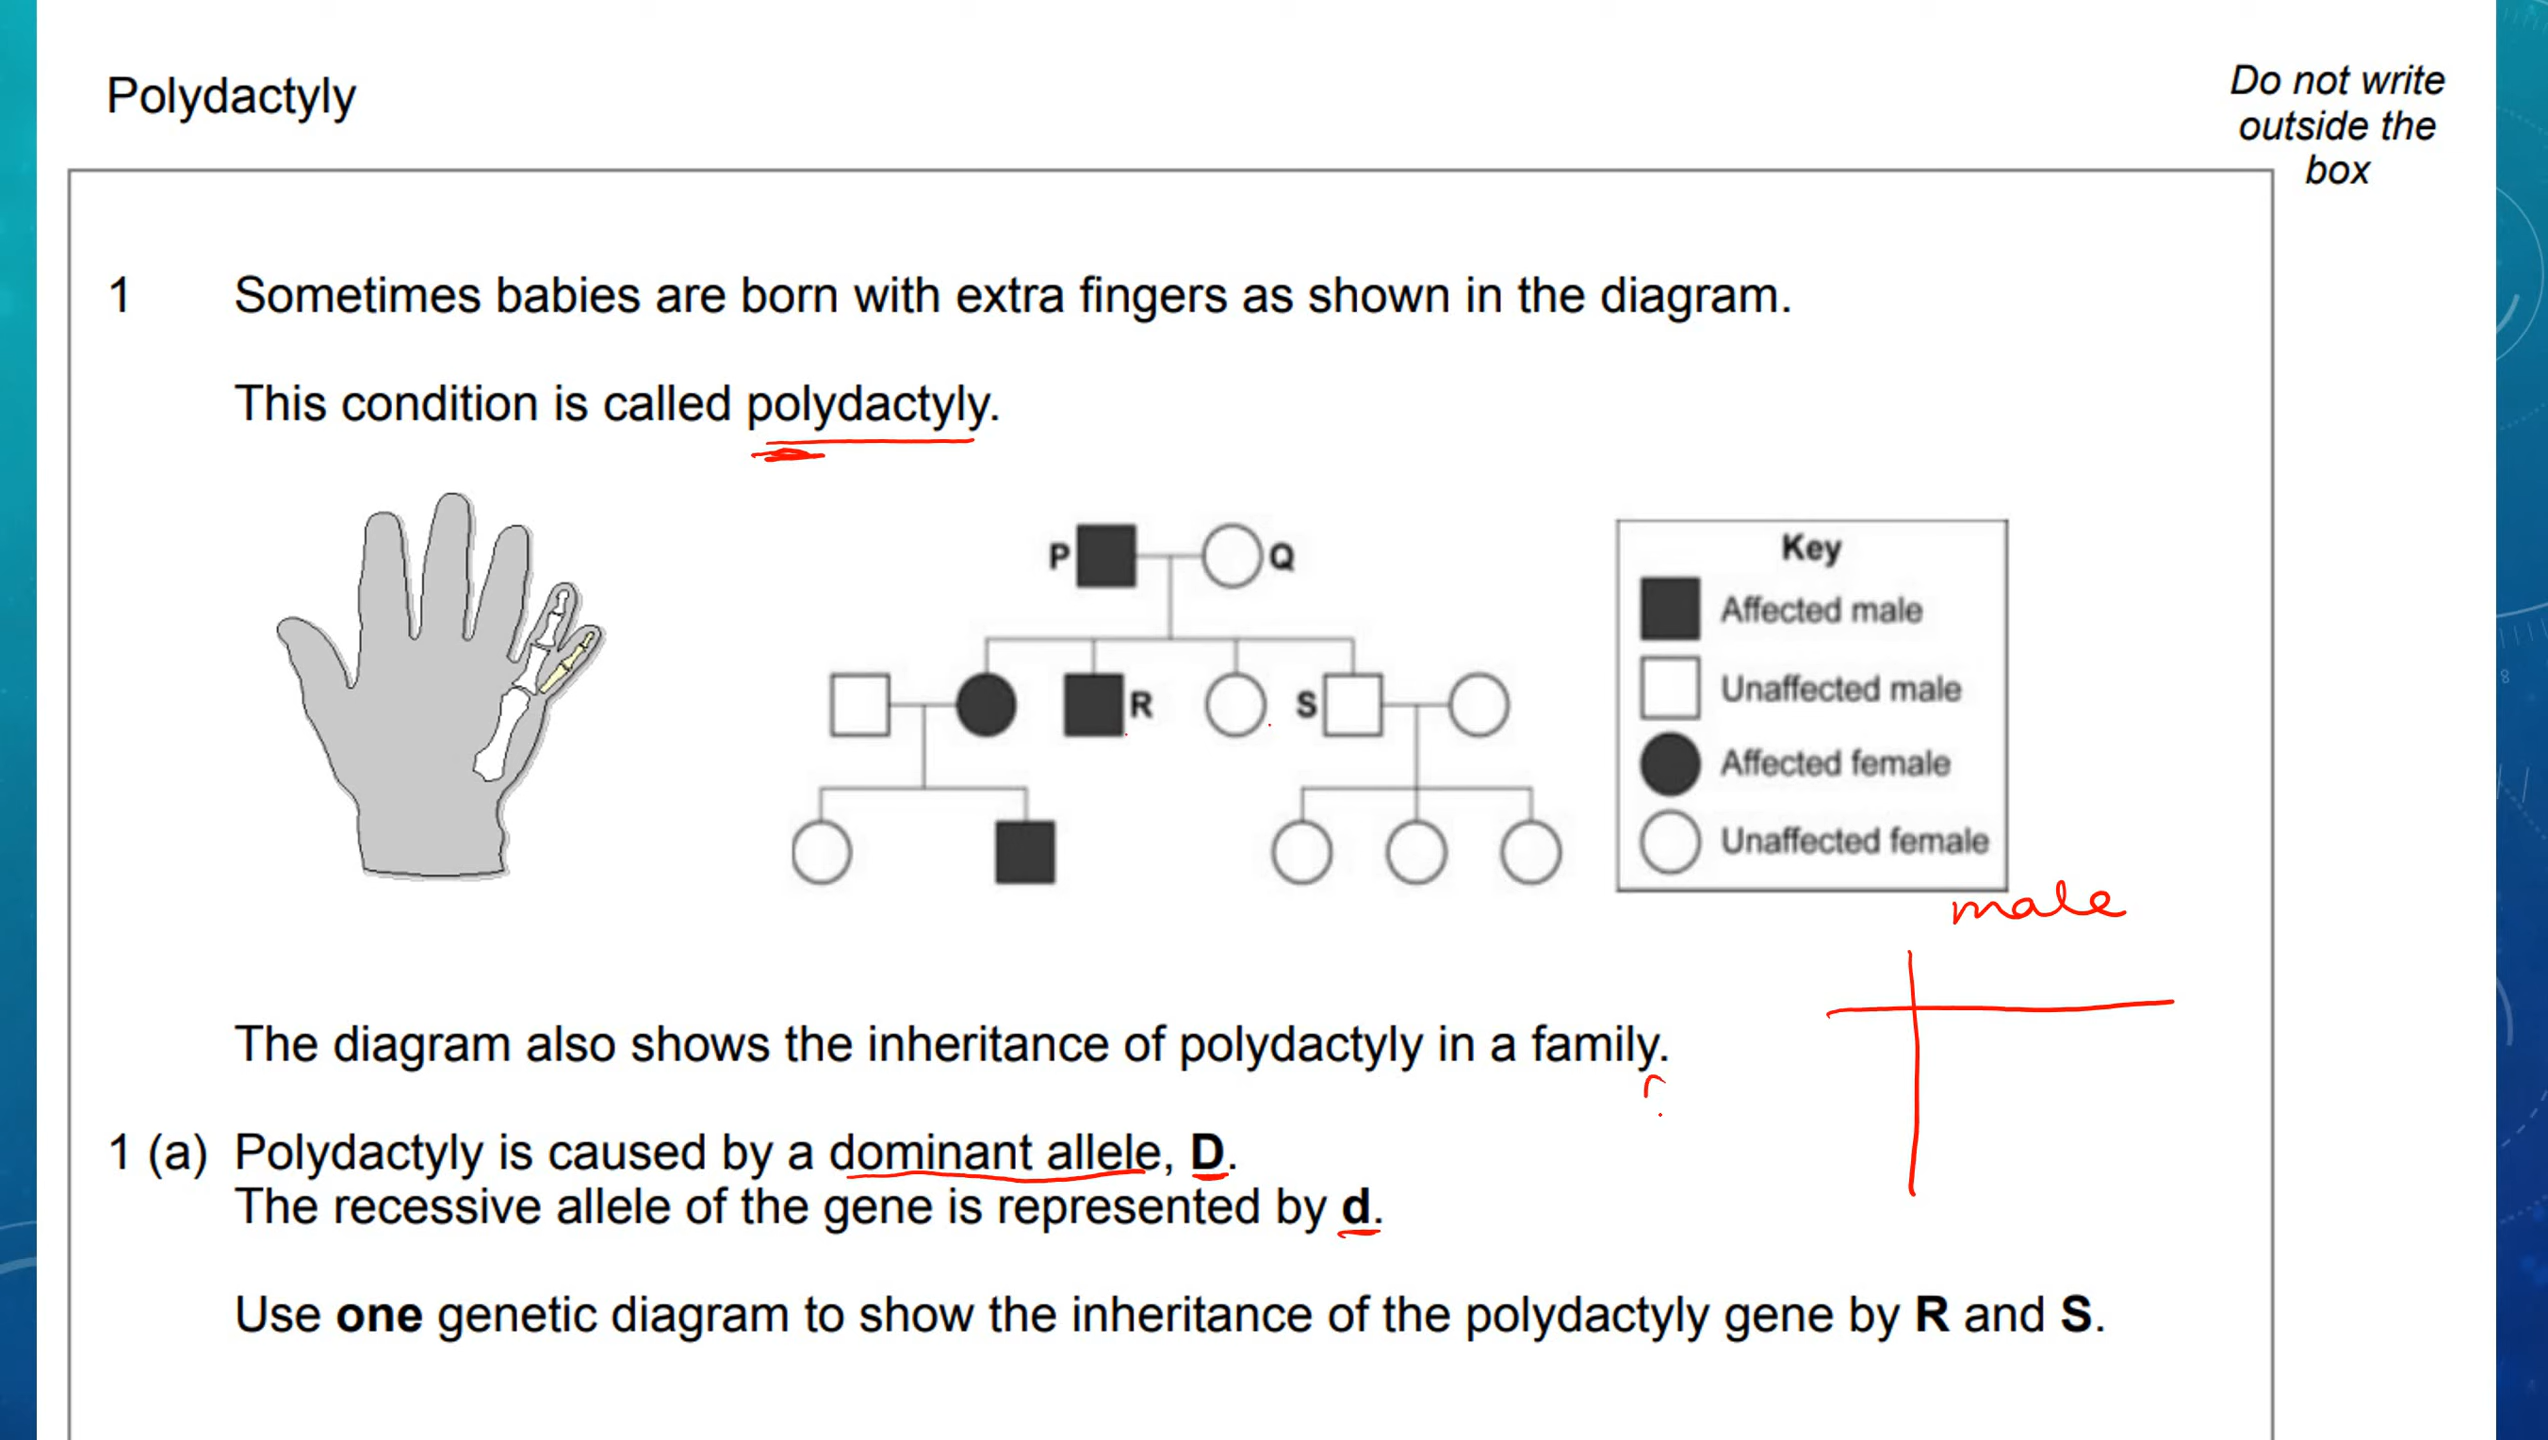 Polydactyly
Do not write
outside the
box
1 Sometimes babies are born with extra fingers as shown in the diagram.
This condition is called polydactyly.
P Q
R S
Key
Affected male
Unaffected male
Affected female
Unaffected female
male
The diagram also shows the inheritance of polydactyly in a family.
1 (a) Polydactyly is caused by a dominant allele, D.
The recessive allele of the gene is represented by d.
Use one genetic diagram to show the inheritance of the polydactyly gene by R and S.